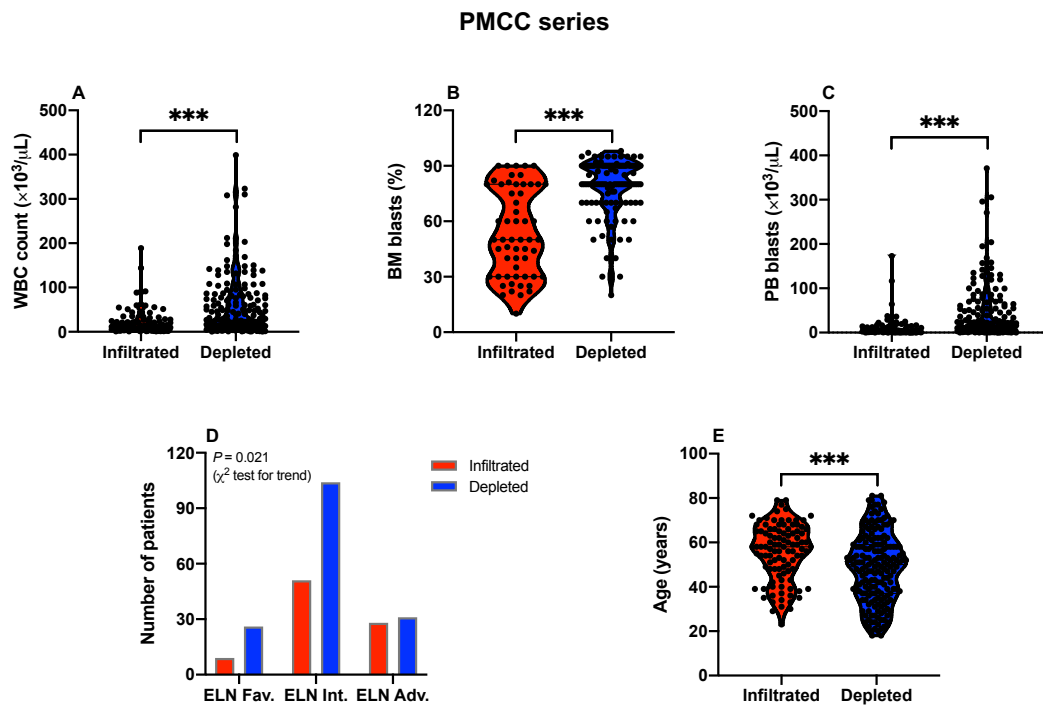 PMCC series
A
WBC count (×10³/μL)
500
400
300
200
100
0
***
Infiltrated
Depleted
B
BM blasts (%)
120
90
60
30
0
***
Infiltrated
Depleted
C
PB blasts (×10³/μL)
500
400
300
200
100
0
***
Infiltrated
Depleted
D
Number of patients
120
90
60
30
0
P = 0.021
(χ² test for trend)
ELN Fav.
ELN Int.
ELN Adv.
Infiltrated
Depleted
E
Age (years)
100
80
60
40
20
0
***
Infiltrated
Depleted